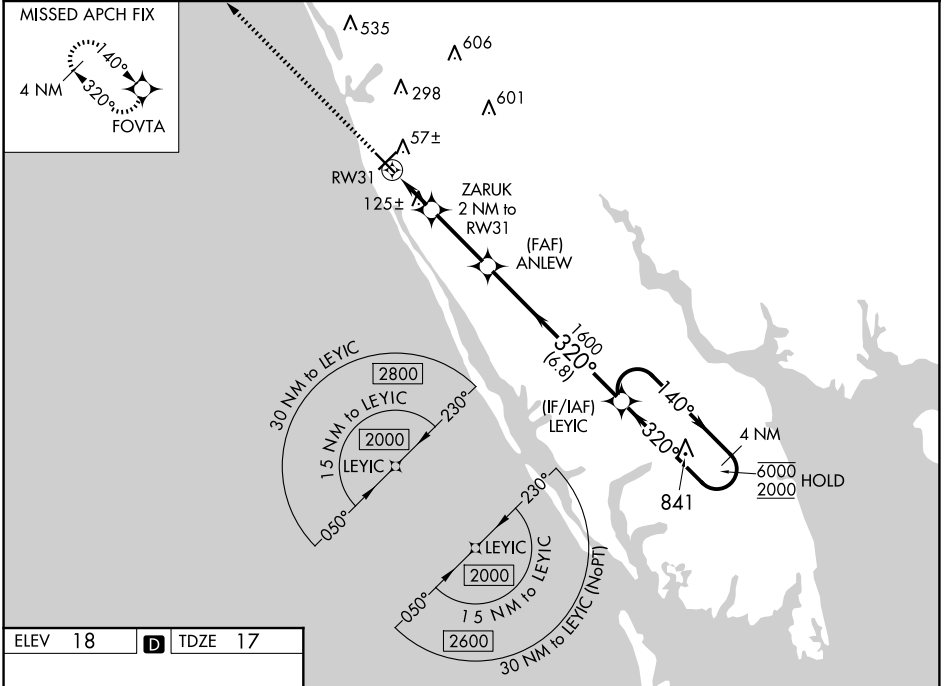 MISSED APCH FIX
140°
4 NM
320°
FOVTA
535
606
298
601
57±
RW31
125±
ZARUK
2 NM to
RW31
(FAF)
ANLEW
1600
320°
(6.8)
(IF/IAF)
LEYIC
140°
320°
4 NM
6000
2000
HOLD
841
30 NM to LEYIC
2800
15 NM to LEYIC
230°
2000
LEYIC
050°
230°
LEYIC
2000
050°
15 NM to LEYIC
2600
30 NM to LEYIC (NoPT)
ELEV 18 D TDZE 17